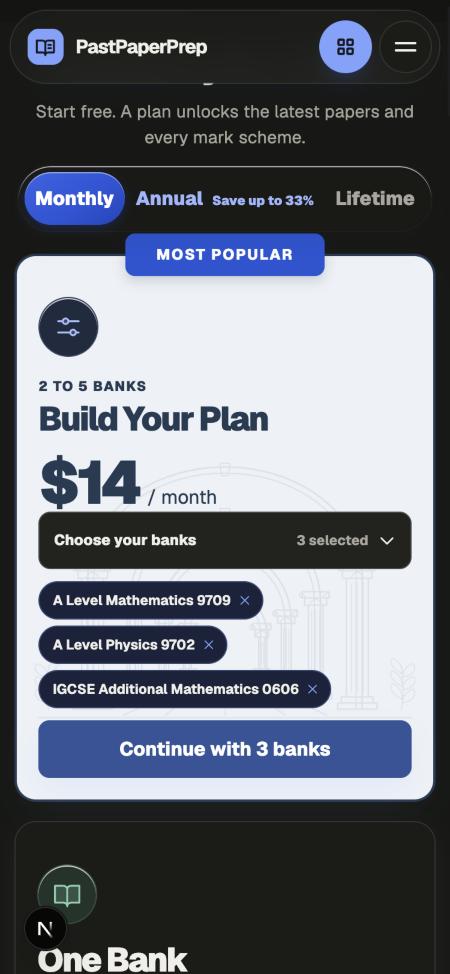 PastPaperPrep
Start free. A plan unlocks the latest papers and
every mark scheme.
Monthly Annual Save up to 33% Lifetime
MOST POPULAR
2 TO 5 BANKS
Build Your Plan
$14 / month
Choose your banks 3 selected
A Level Mathematics 9709 ×
A Level Physics 9702 ×
IGCSE Additional Mathematics 0606 ×
Continue with 3 banks
N
One Bank